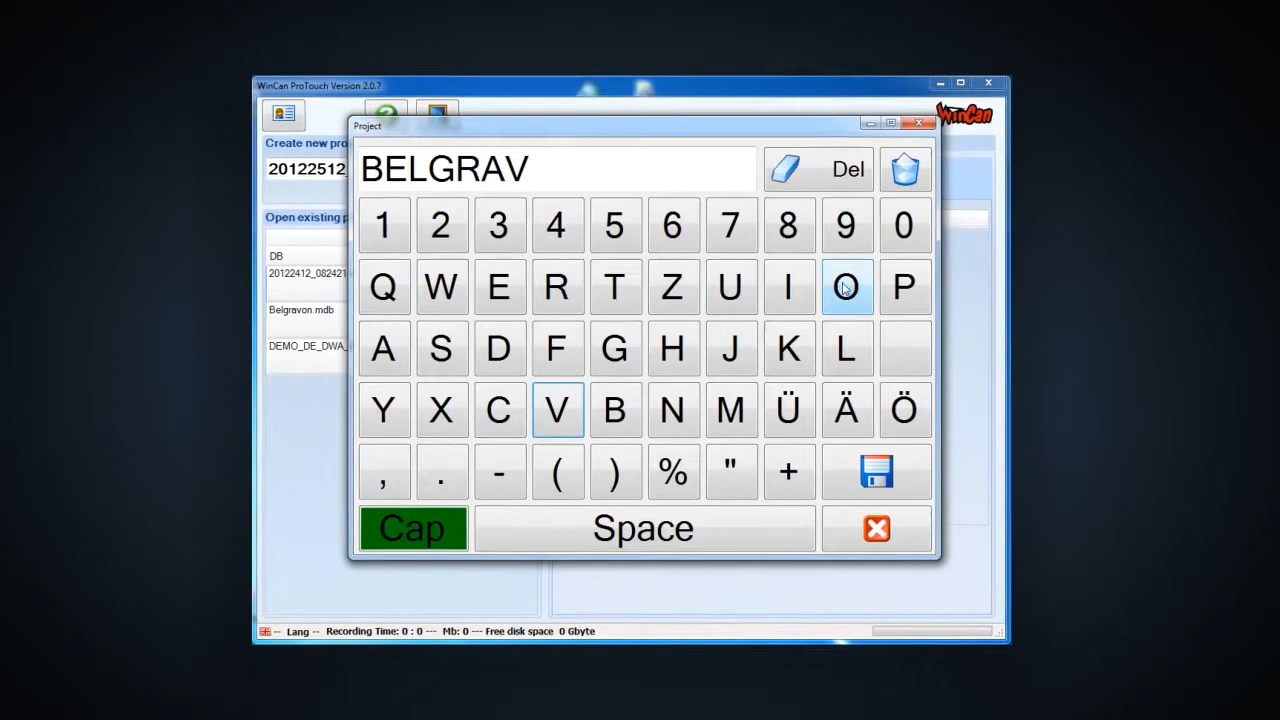 WinCan ProTouch Version 2.0.7
WinCan
Project
Create new pro
20122512_
BELGRAV
Del
Open existing p
DB
20122412_082421
Belgravon.mdb
DEMO_DE_DWA_
1 2 3 4 5 6 7 8 9 0
Q W E R T Z U I O P
A S D F G H J K L
Y X C V B N M Ü Ä Ö
, . - ( ) % " +
Cap Space
-- Lang -- Recording Time: 0 : 0 --- Mb: 0 --- Free disk space 0 Gbyte